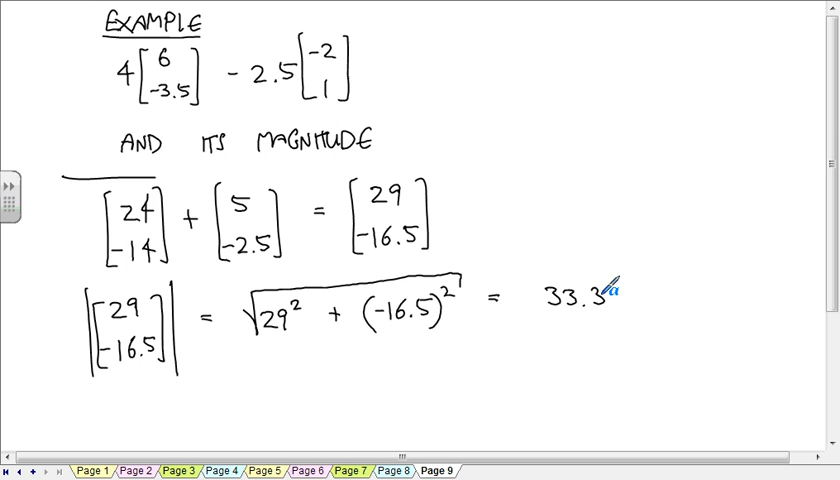 EXAMPLE
4[6 -3.5] - 2.5[-2 1]
AND ITS MAGNITUDE
[24 -14] + [5 -2.5] = [29 -16.5]
|[29 -16.5]| = √29² + (-16.5)² = 33.3
Page 1 Page 2 Page 3 Page 4 Page 5 Page 6 Page 7 Page 8 Page 9